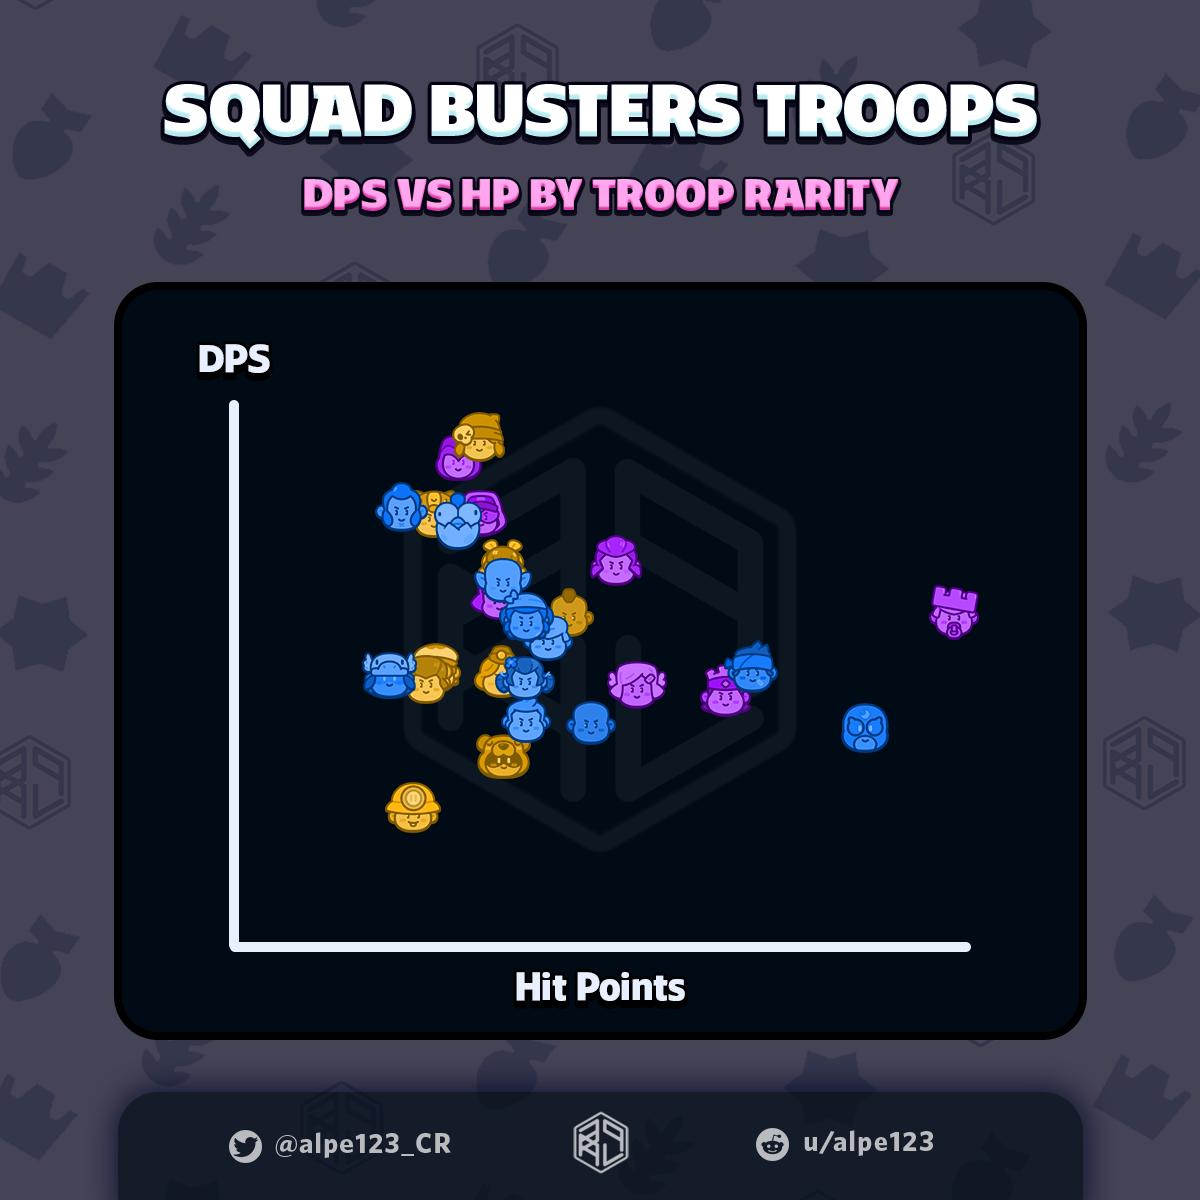 SQUAD BUSTERS TROOPS
DPS VS HP BY TROOP RARITY
DPS
Hit Points
@alpe123_CR
u/alpe123